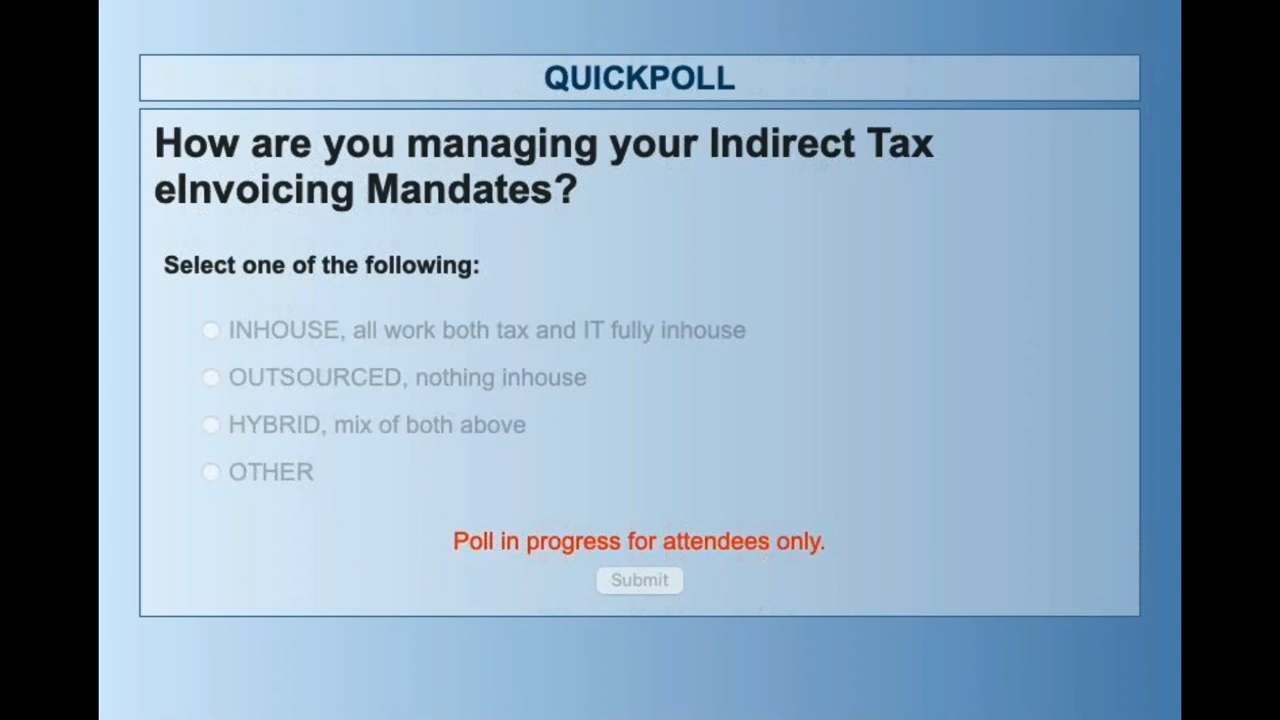 QUICKPOLL
How are you managing your Indirect Tax
eInvoicing Mandates?
Select one of the following:
INHOUSE, all work both tax and IT fully inhouse
OUTSOURCED, nothing inhouse
HYBRID, mix of both above
OTHER
Poll in progress for attendees only.
Submit